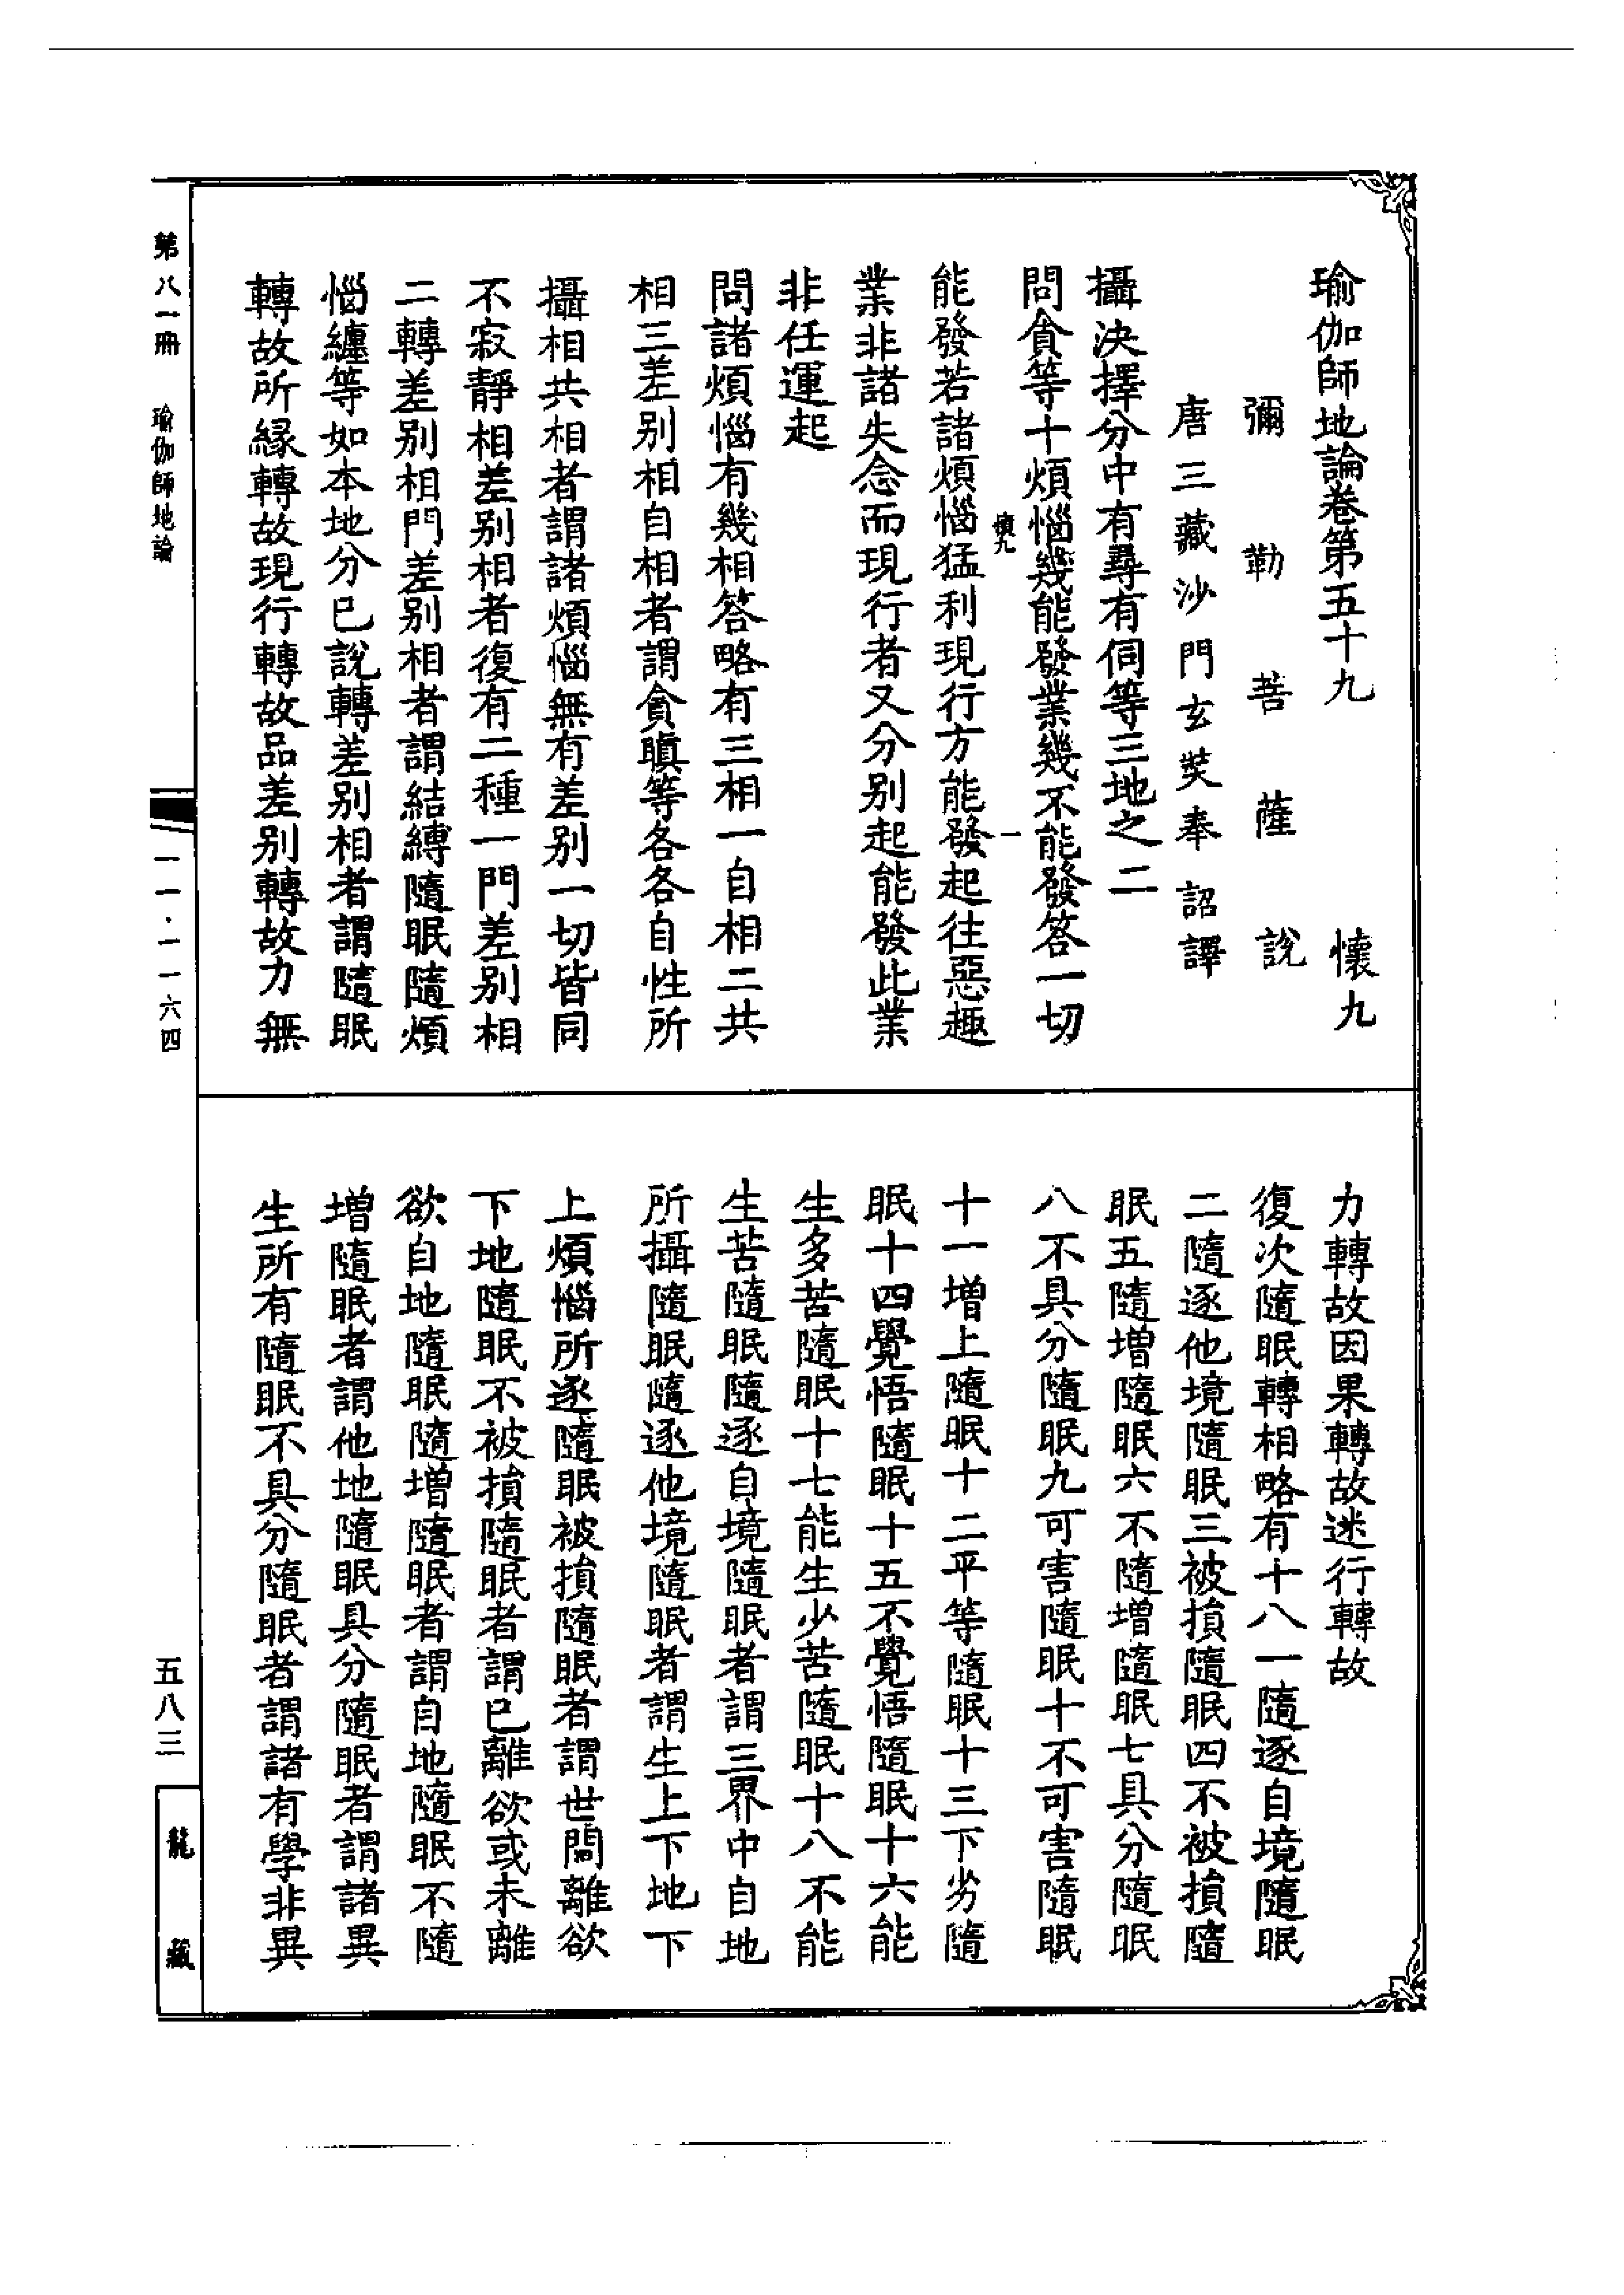 瑜伽師地論卷第五十九　懷九
彌勒菩薩說
唐三藏沙門玄奘奉詔譯
攝決擇分中有尋有伺等三地之二
問貪等十煩惱幾能發業幾不能發答一切
懷九　一
能發若諸煩惱猛利現行方能發起往惡趣
業非諸失念而現行者又分別起能發此業
非任運起
問諸煩惱有幾相答略有三相一自相二共
相三差別相自相者謂貪瞋等各各自性所
攝相共相者謂諸煩惱無有差別一切皆同
不寂靜相差別相者復有二種一門差別相
二轉差別相門差別相者謂結縛隨眠隨煩
惱纏等如本地分已說轉差別相者謂隨眠
轉故所緣轉故現行轉故品差別轉故力無
力轉故因果轉故迷行轉故
復次隨眠轉相略有十八一隨逐自境隨眠
二隨逐他境隨眠三被損隨眠四不被損隨
眠五隨增隨眠六不隨增隨眠七具分隨眠
八不具分隨眠九可害隨眠十不可害隨眠
十一增上隨眠十二平等隨眠十三下劣隨
眠十四覺悟隨眠十五不覺悟隨眠十六能
生多苦隨眠十七能生少苦隨眠十八不能
生苦隨眠隨逐自境隨眠者謂三界中自地
所攝隨眠隨逐他境隨眠者謂生上下地下
上煩惱所逐隨眠被損隨眠者謂世間離欲
下地隨眠不被損隨眠者謂已離欲或未離
欲自地隨眠隨增隨眠者謂自地隨眠不隨
增隨眠者謂他地隨眠具分隨眠者謂諸異
生所有隨眠不具分隨眠者謂諸有學非異
第八一冊　瑜伽師地論
一一·一一六四
五八三
龍藏